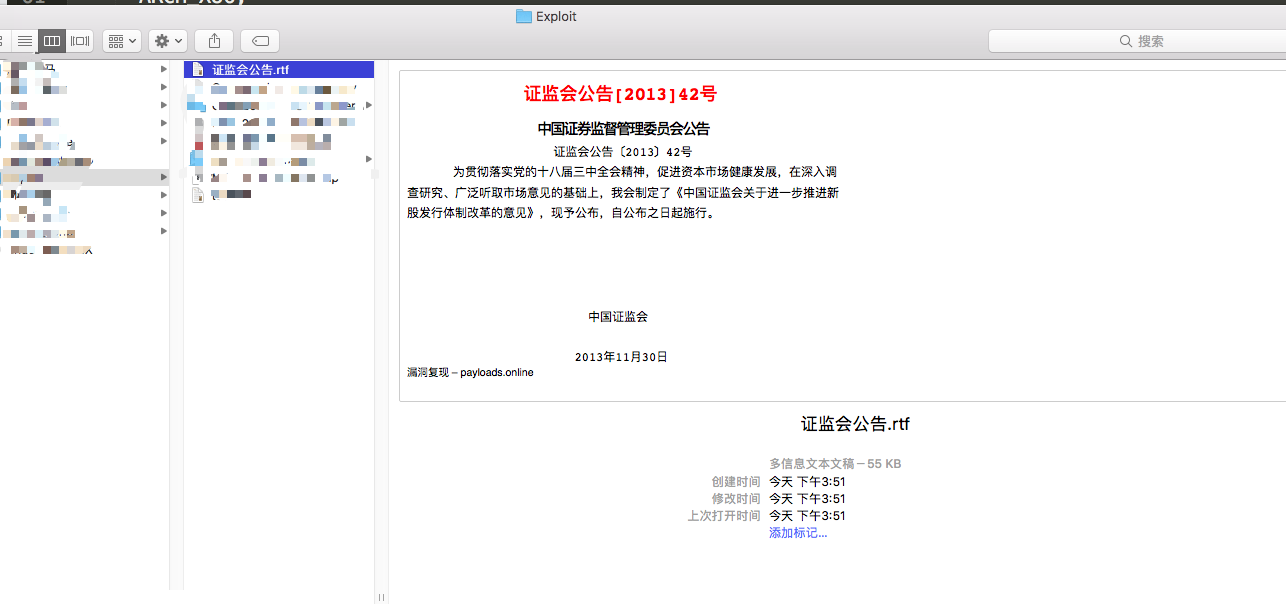 Exploit
搜索
证监会公告.rtf
证监会公告[2013]42号
中国证券监督管理委员会公告
证监会公告〔2013〕42号
为贯彻落实党的十八届三中全会精神，促进资本市场健康发展，在深入调
查研究、广泛听取市场意见的基础上，我会制定了《中国证监会关于进一步推进新
股发行体制改革的意见》，现予公布，自公布之日起施行。
中国证监会
2013年11月30日
漏洞复现 – payloads.online
证监会公告.rtf
多信息文本文稿 – 55 KB
创建时间 今天 下午3:51
修改时间 今天 下午3:51
上次打开时间 今天 下午3:51
添加标记...